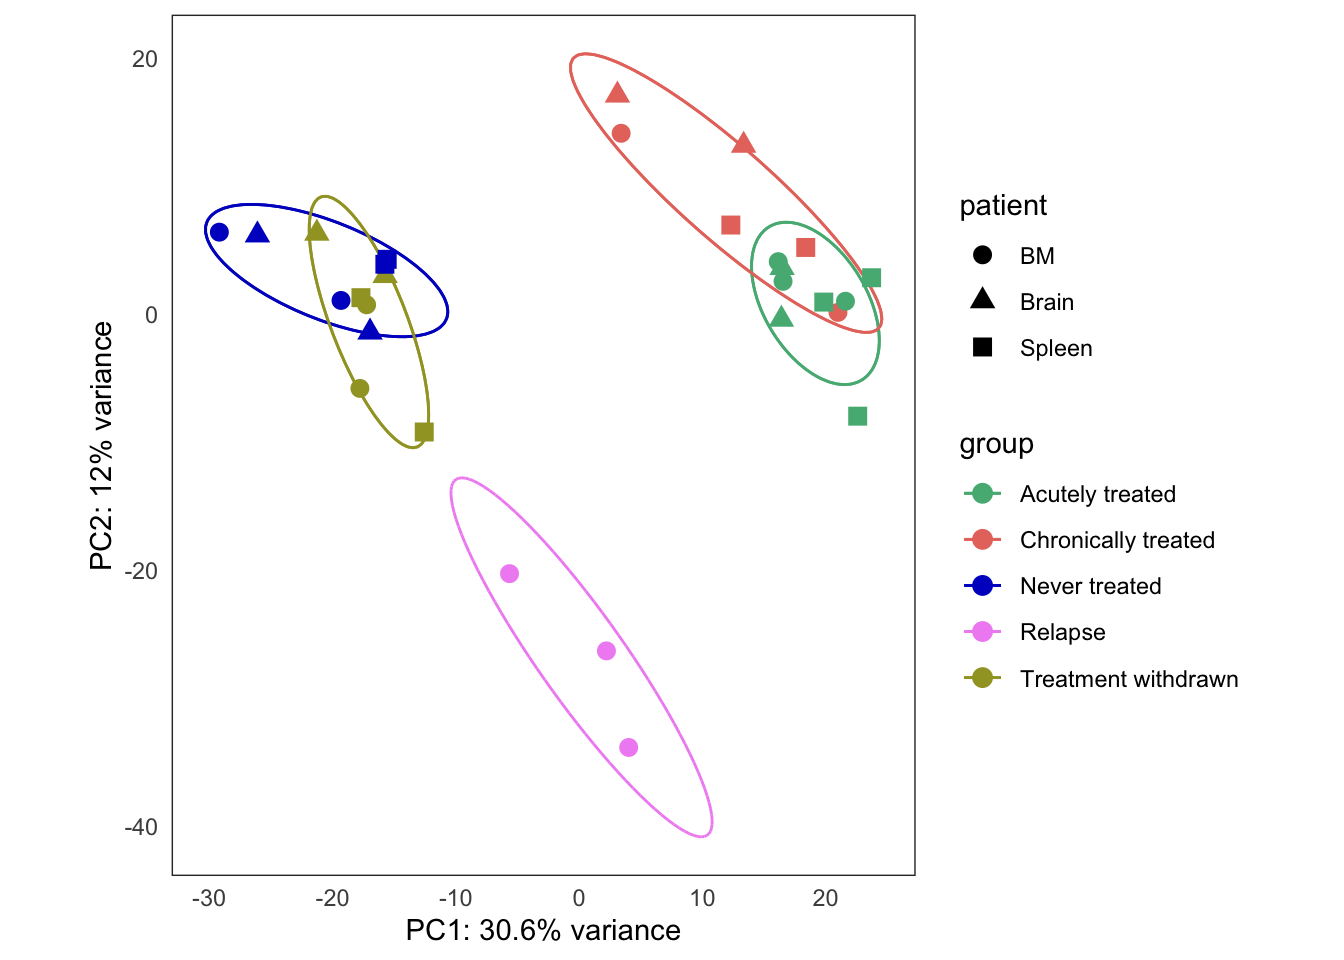 20
0
-20
-40
PC2: 12% variance
-30
-20
-10
0
10
20
PC1: 30.6% variance
patient
BM
Brain
Spleen
group
Acutely treated
Chronically treated
Never treated
Relapse
Treatment withdrawn